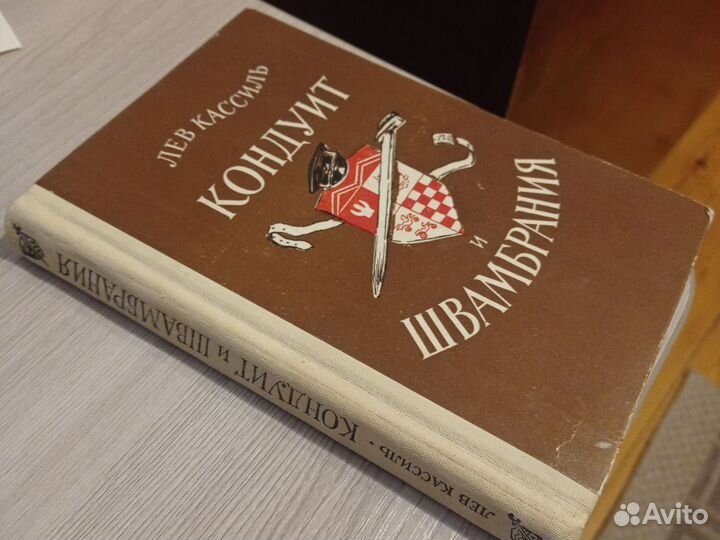 ЛЕВ КАССИЛЬ
КОНДУИТ
И
ШВАМБРАНИЯ
ЛЕВ КАССИЛЬ · КОНДУИТ И ШВАМБРАНИЯ
Avito